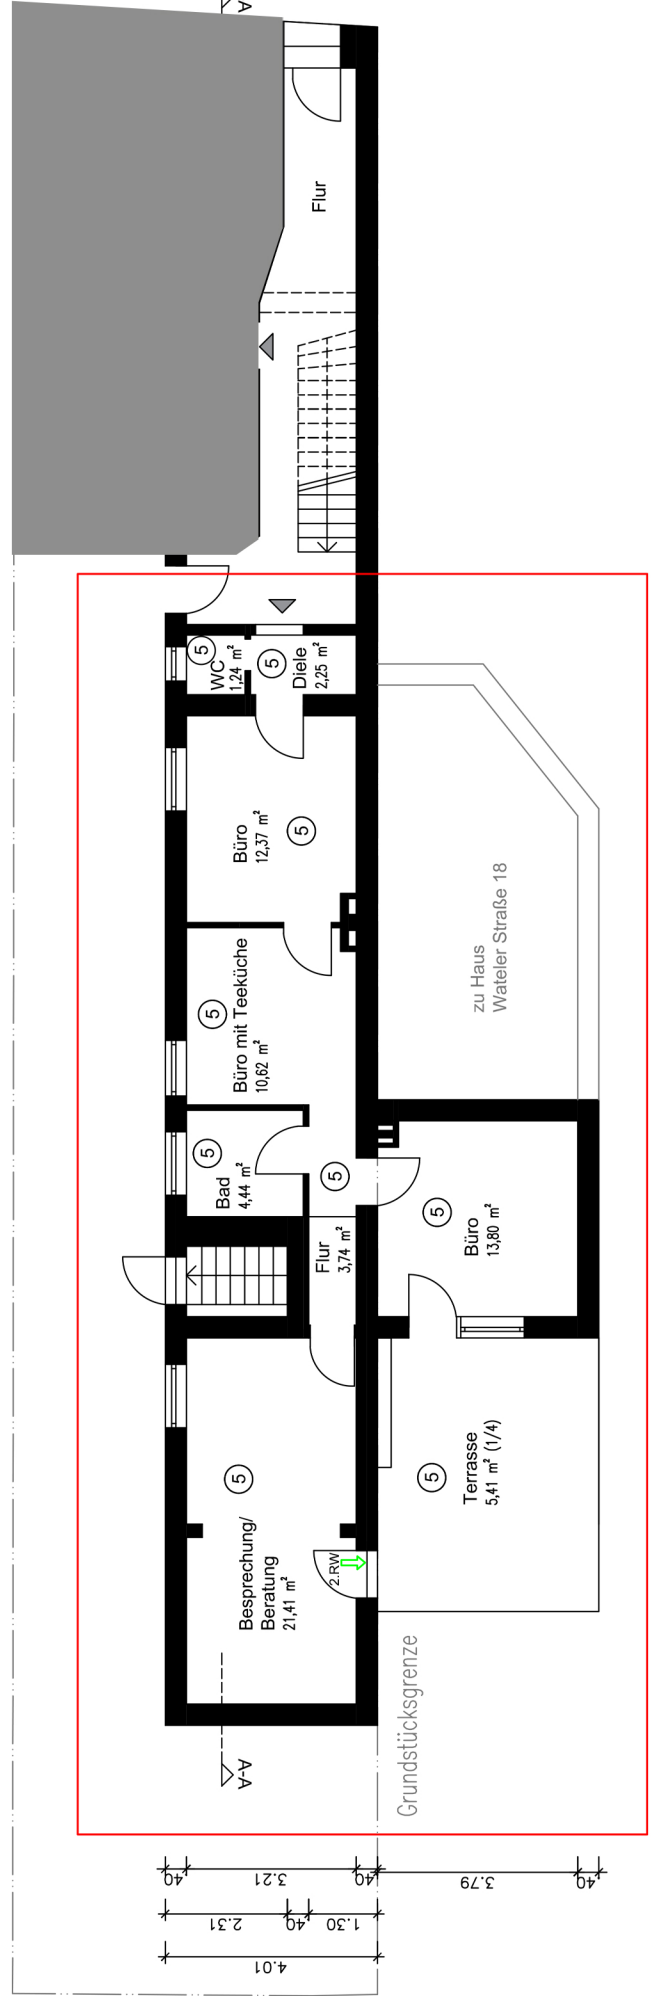 A-A
Flur
5
WC
1,24 m²
5
Diele
2,25 m²
Büro
12,37 m²
5
5
Büro mit Teeküche
10,62 m²
zu Haus
Wateler Straße 18
5
Bad
4,44 m²
5
Flur
3,74 m²
5
Büro
13,80 m²
5
Besprechung/
Beratung
21,41 m²
2.RW
5
Terrasse
5,41 m² (1/4)
Grundstücksgrenze
A-A
40
3.21
40
3.79
40
2.31
40
1.30
4.01